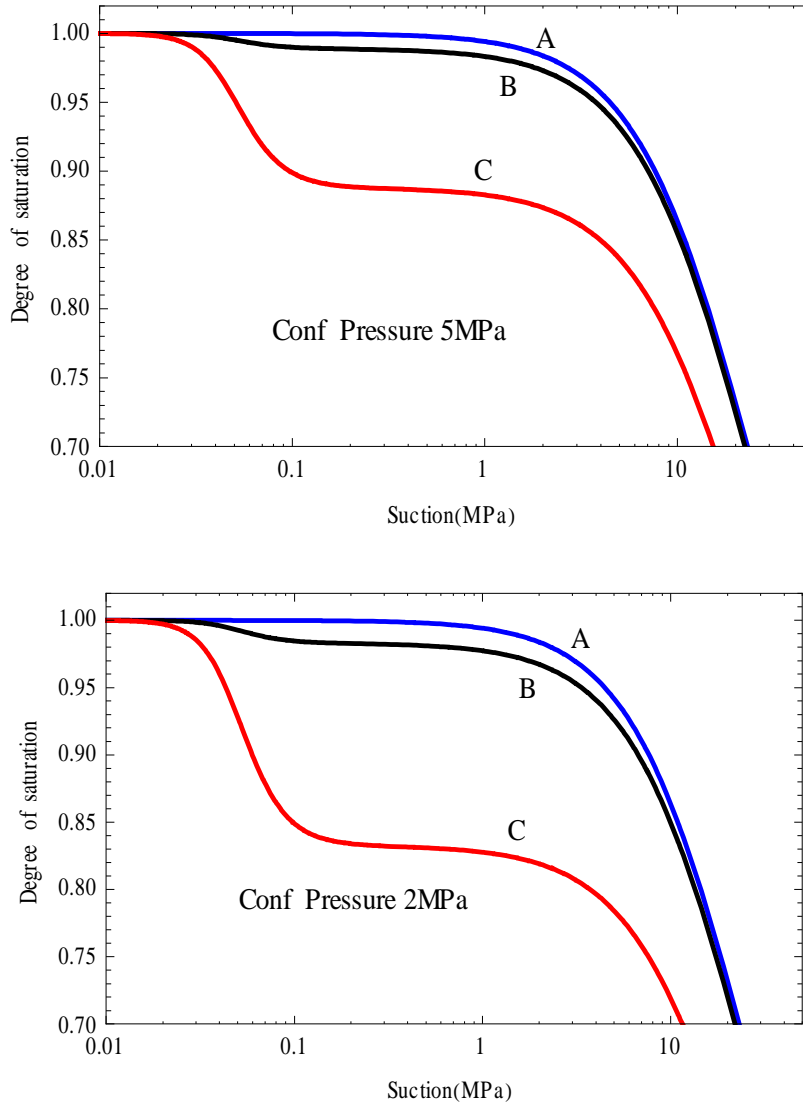 1.00
0.95
0.90
0.85
0.80
0.75
0.70
0.01
0.1
1
10
Degree of saturation
Suction(MPa)
A
B
C
Conf Pressure 5MPa
1.00
0.95
0.90
0.85
0.80
0.75
0.70
0.01
0.1
1
10
Degree of saturation
Suction(MPa)
A
B
C
Conf Pressure 2MPa